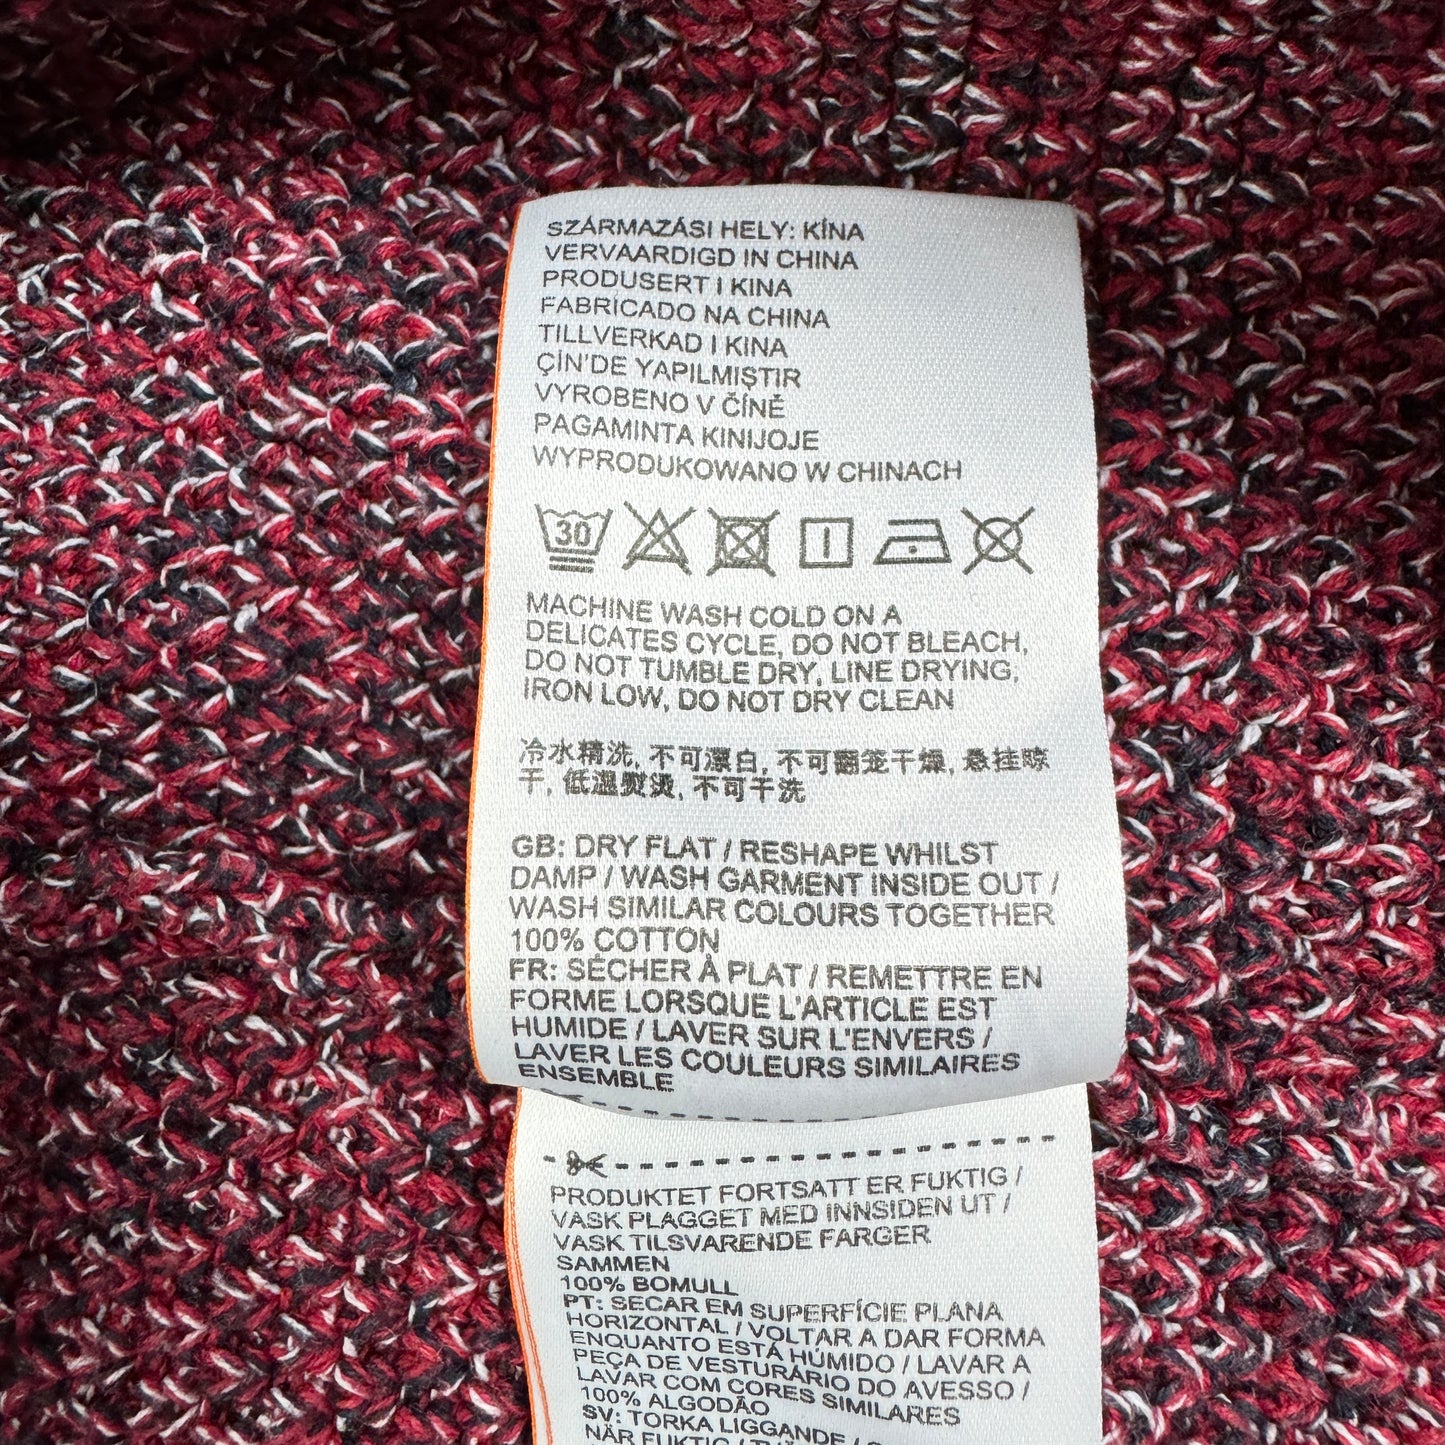 SZÁRMAZÁSI HELY: KÍNA
VERVAARDIGD IN CHINA
PRODUSERT I KINA
FABRICADO NA CHINA
TILLVERKAD I KINA
ÇİN'DE YAPILMIŞTIR
VYROBENO V ČÍNĚ
PAGAMINTA KINIJOJE
WYPRODUKOWANO W CHINACH
30
MACHINE WASH COLD ON A
DELICATES CYCLE, DO NOT BLEACH,
DO NOT TUMBLE DRY, LINE DRYING,
IRON LOW, DO NOT DRY CLEAN
冷水精洗, 不可漂白, 不可翻笼干燥, 悬挂晾
干, 低温熨烫, 不可干洗
GB: DRY FLAT / RESHAPE WHILST
DAMP / WASH GARMENT INSIDE OUT /
WASH SIMILAR COLOURS TOGETHER
100% COTTON
FR: SÉCHER À PLAT / REMETTRE EN
FORME LORSQUE L'ARTICLE EST
HUMIDE / LAVER SUR L'ENVERS /
LAVER LES COULEURS SIMILAIRES
ENSEMBLE
PRODUKTET FORTSATT ER FUKTIG /
VASK PLAGGET MED INNSIDEN UT /
VASK TILSVARENDE FARGER
SAMMEN
100% BOMULL
PT: SECAR EM SUPERFÍCIE PLANA
HORIZONTAL / VOLTAR A DAR FORMA
ENQUANTO ESTÁ HÚMIDO / LAVAR A
PEÇA DE VESTURÁRIO DO AVESSO /
LAVAR COM CORES SIMILARES
100% ALGODÃO
SV: TORKA LIGGANDE /
NÄR FUKTIG /